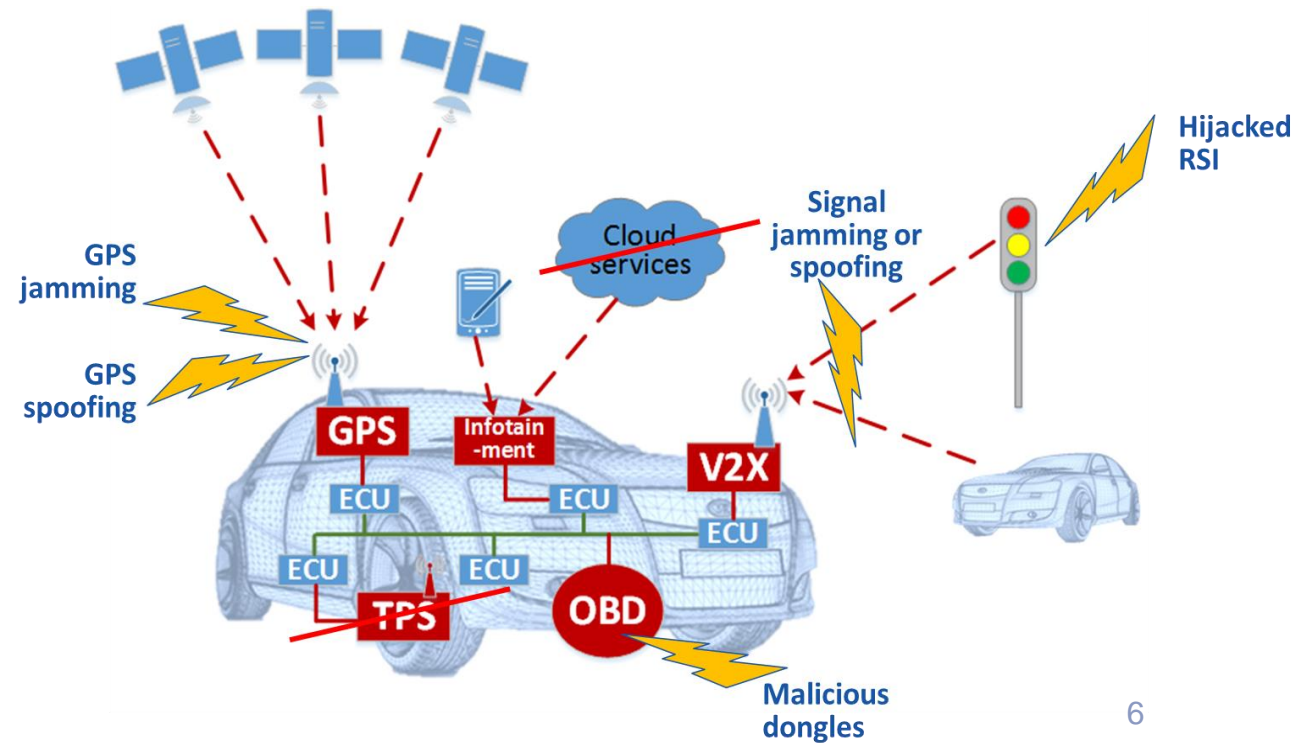 Hijacked
RSI
Signal
jamming or
spoofing
Cloud
services
GPS
jamming
GPS
spoofing
GPS
Infotain
-ment
V2X
ECU
ECU
ECU
ECU
ECU
TPS
OBD
Malicious
dongles
6